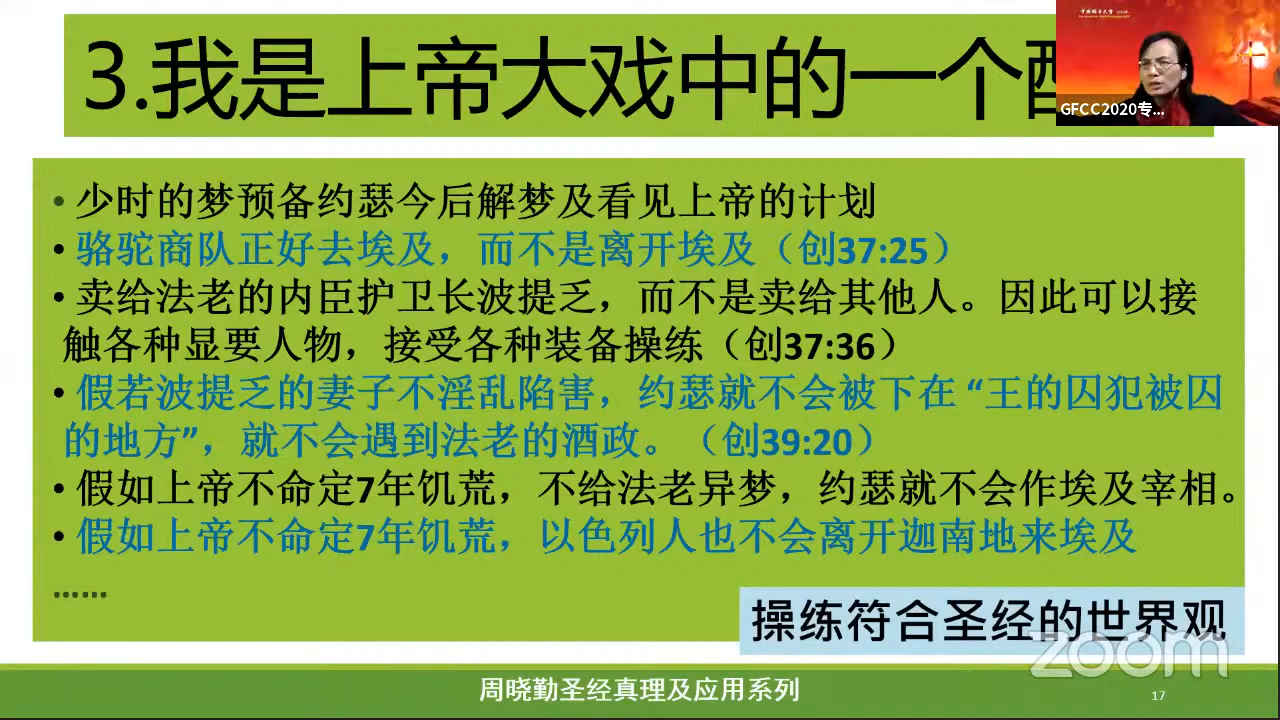 3.我是上帝大戏中的一个配
GFCC2020专...
• 少时的梦预备约瑟今后解梦及看见上帝的计划
• 骆驼商队正好去埃及，而不是离开埃及（创37:25）
• 卖给法老的内臣护卫长波提乏，而不是卖给其他人。因此可以接
触各种显要人物，接受各种装备操练（创37:36）
• 假若波提乏的妻子不淫乱陷害，约瑟就不会被下在 “王的囚犯被囚
的地方”，就不会遇到法老的酒政。（创39:20）
• 假如上帝不命定7年饥荒，不给法老异梦，约瑟就不会作埃及宰相。
• 假如上帝不命定7年饥荒，以色列人也不会离开迦南地来埃及
……
操练符合圣经的世界观
zoom
周晓勤圣经真理及应用系列
17